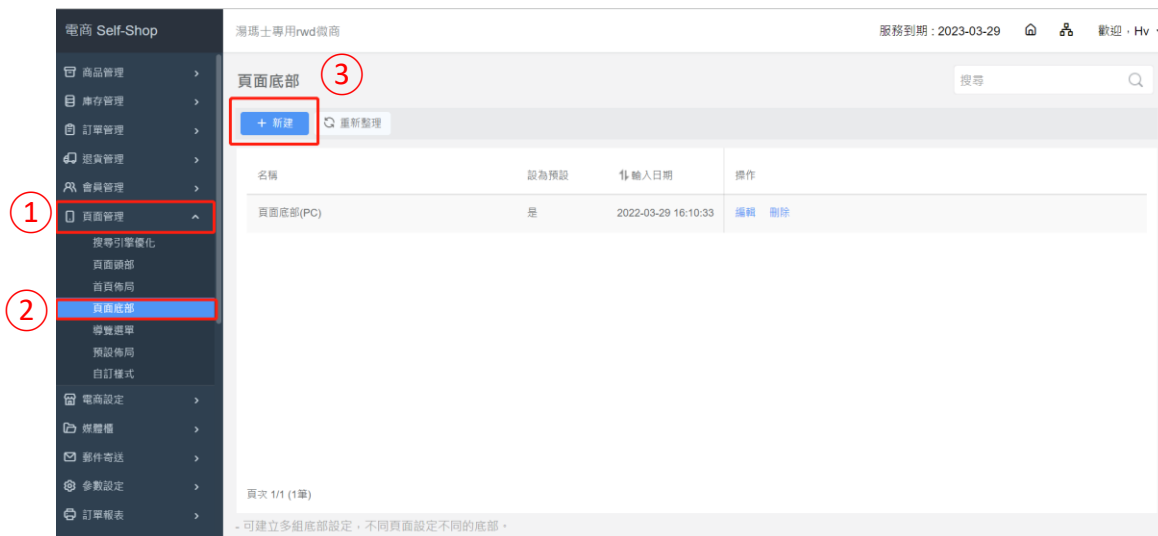 電商 Self-Shop
湯瑪士專用rwd微商
服務到期 : 2023-03-29
歡迎，Hv
商品管理
庫存管理
訂單管理
退貨管理
會員管理
① 頁面管理
搜尋引擎優化
頁面頭部
首頁佈局
② 頁面底部
導覽選單
預設佈局
自訂樣式
電商設定
媒體櫃
郵件寄送
參數設定
訂單報表
頁面底部
③
搜尋
+ 新建
重新整理
名稱 設為預設 輸入日期 操作
頁面底部(PC) 是 2022-03-29 16:10:33 編輯 刪除
頁次 1/1 (1筆)
- 可建立多組底部設定，不同頁面設定不同的底部。